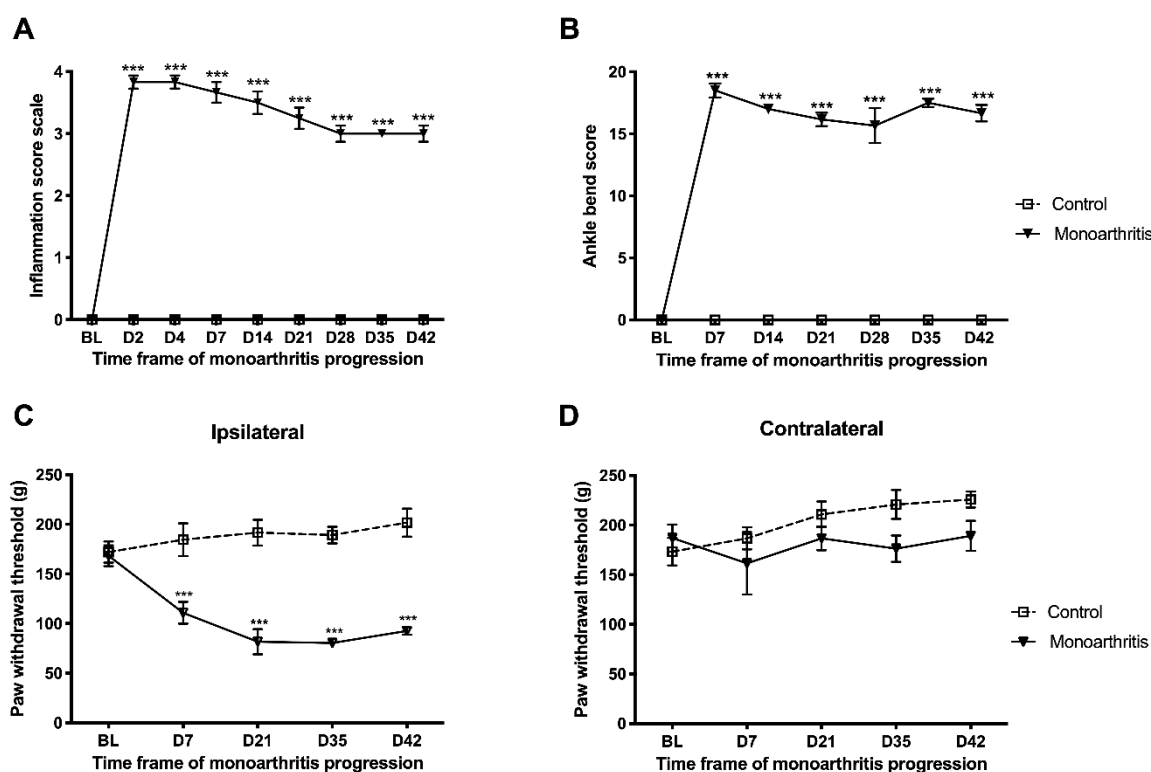 A
Inflammation score scale
4
3
2
1
0
*** *** *** *** *** *** *** ***
BL D2 D4 D7 D14 D21 D28 D35 D42
Time frame of monoarthritis progression
B
Ankle bend score
20
15
10
5
0
*** *** *** *** *** ***
BL D7 D14 D21 D28 D35 D42
Time frame of monoarthritis progression
Control
Monoarthritis
C
Ipsilateral
Paw withdrawal threshold (g)
250
200
150
100
50
0
*** *** *** ***
BL D7 D21 D35 D42
Time frame of monoarthritis progression
D
Contralateral
Paw withdrawal threshold (g)
250
200
150
100
50
0
BL D7 D21 D35 D42
Time frame of monoarthritis progression
Control
Monoarthritis